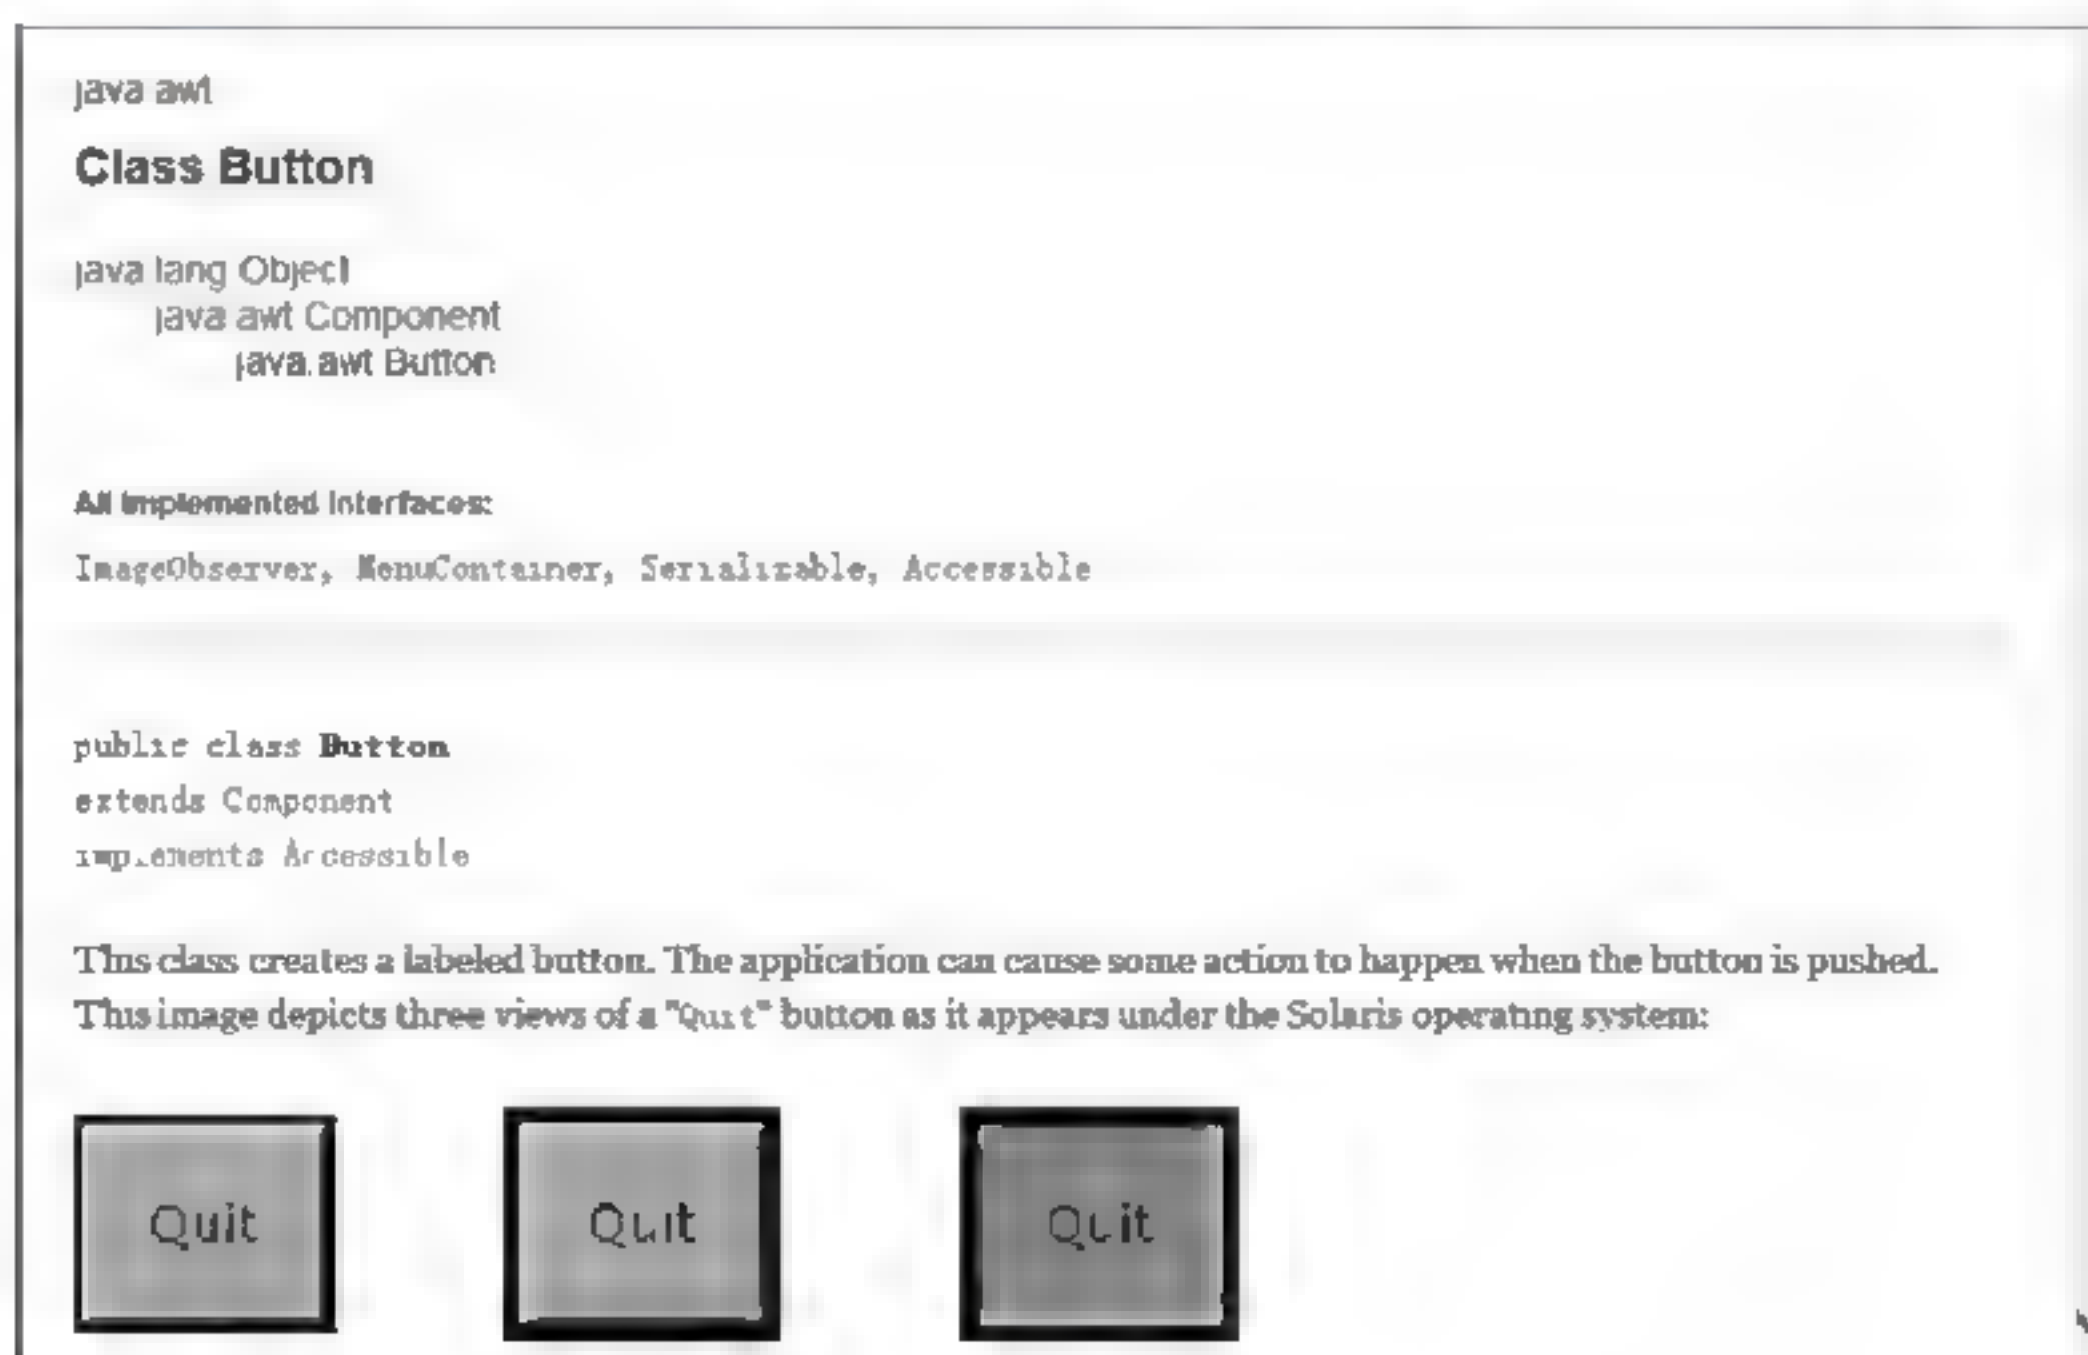 java awt
Class Button
java lang Object
java awt Component
java.awt Button
All Implemented Interfaces:
ImageObserver, MenuContainer, Serializable, Accessible
public class Button
extends Component
implements Accessible
This class creates a labeled button. The application can cause some action to happen when the button is pushed.
This image depicts three views of a "Quit" button as it appears under the Solaris operating system:
Quit Quit Quit